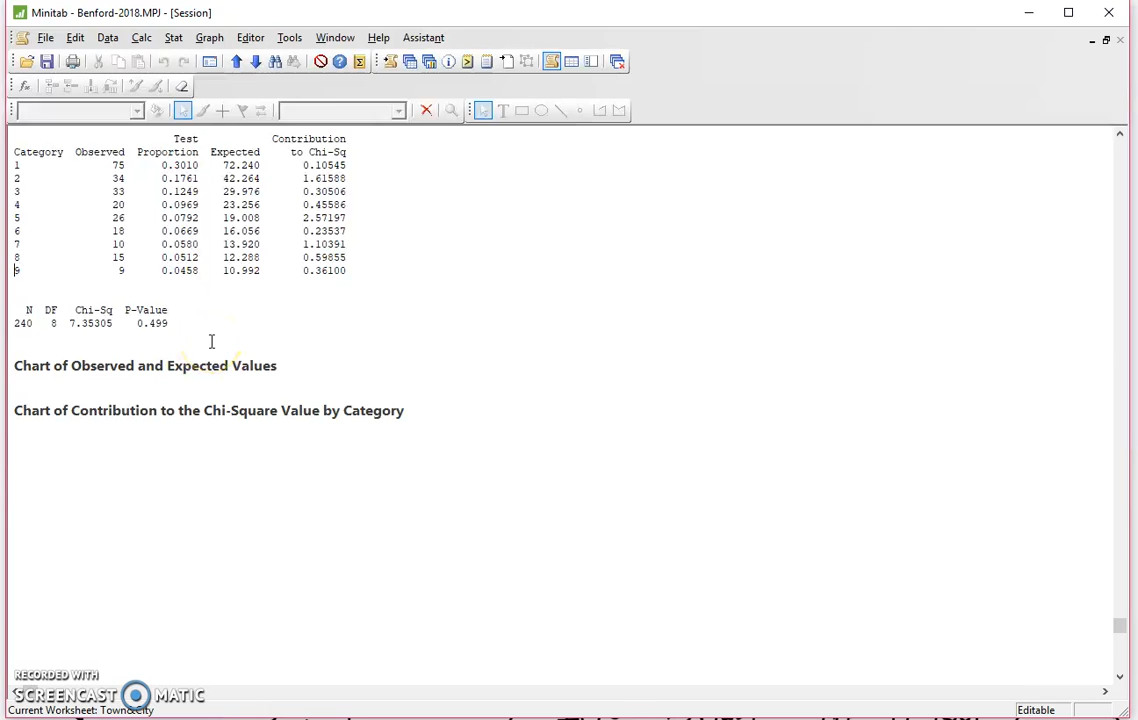 Minitab - Benford-2018.MPJ - [Session]
File Edit Data Calc Stat Graph Editor Tools Window Help Assistant
Test Contribution
Category Observed Proportion Expected to Chi-Sq
1 75 0.3010 72.240 0.10545
2 34 0.1761 42.264 1.61588
3 33 0.1249 29.976 0.30506
4 20 0.0969 23.256 0.45586
5 26 0.0792 19.008 2.57197
6 18 0.0669 16.056 0.23537
7 10 0.0580 13.920 1.10391
8 15 0.0512 12.288 0.59855
9 9 0.0458 10.992 0.36100
N DF Chi-Sq P-Value
240 8 7.35305 0.499
Chart of Observed and Expected Values
Chart of Contribution to the Chi-Square Value by Category
RECORDED WITH
SCREENCAST MATIC
Current Worksheet: Town&City Editable